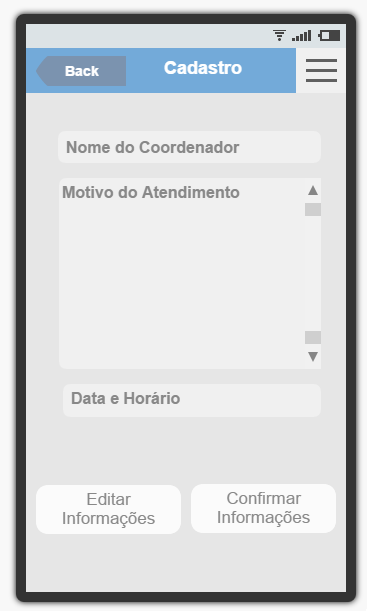 Back
Cadastro
Nome do Coordenador
Motivo do Atendimento
Data e Horário
Editar
Informações
Confirmar
Informações